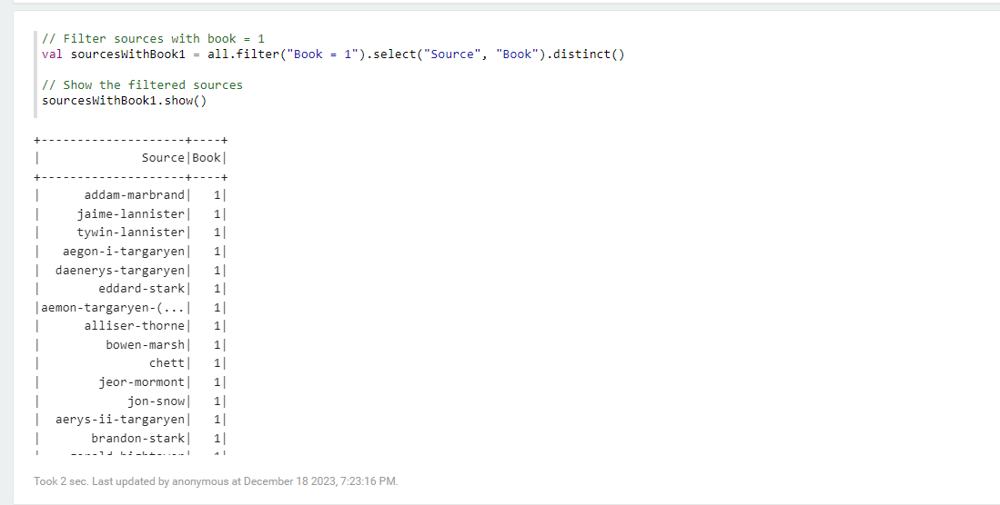 // Filter sources with book = 1
val sourcesWithBook1 = all.filter("Book = 1").select("Source", "Book").distinct()
// Show the filtered sources
sourcesWithBook1.show()
+--------------------+----+
|              Source|Book|
+--------------------+----+
|      addam-marbrand|   1|
|     jaime-lannister|   1|
|     tywin-lannister|   1|
|   aegon-i-targaryen|   1|
|  daenerys-targaryen|   1|
|        eddard-stark|   1|
|aemon-targaryen-(...|   1|
|      alliser-thorne|   1|
|         bowen-marsh|   1|
|               chett|   1|
|        jeor-mormont|   1|
|            jon-snow|   1|
|  aerys-ii-targaryen|   1|
|       brandon-stark|   1|
Took 2 sec. Last updated by anonymous at December 18 2023, 7:23:16 PM.